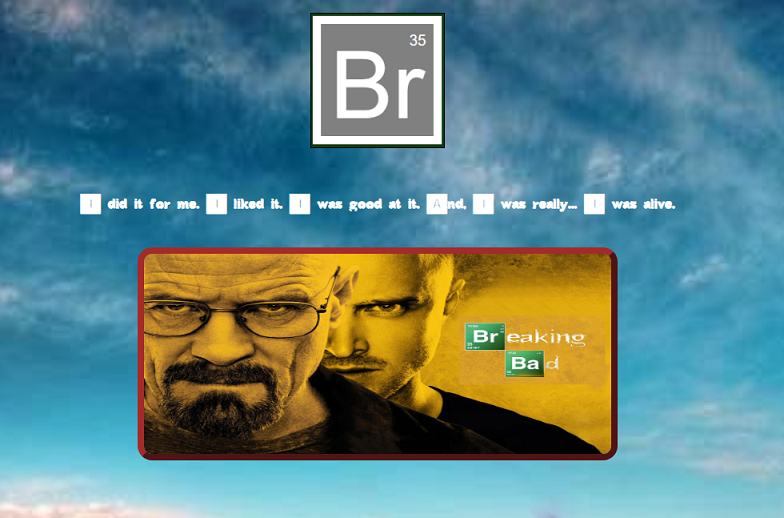 35
Br
I did it for me. I liked it. I was good at it. And, I was really... I was alive.
Breaking
Bad